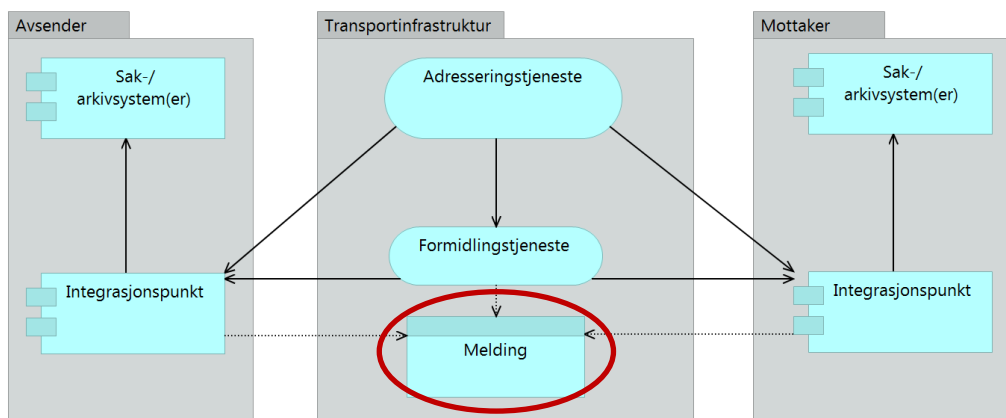 Avsender
Transportinfrastruktur
Mottaker
Sak-/
arkivsystem(er)
Adresseringstjeneste
Sak-/
arkivsystem(er)
Formidlingstjeneste
Integrasjonspunkt
Integrasjonspunkt
Melding